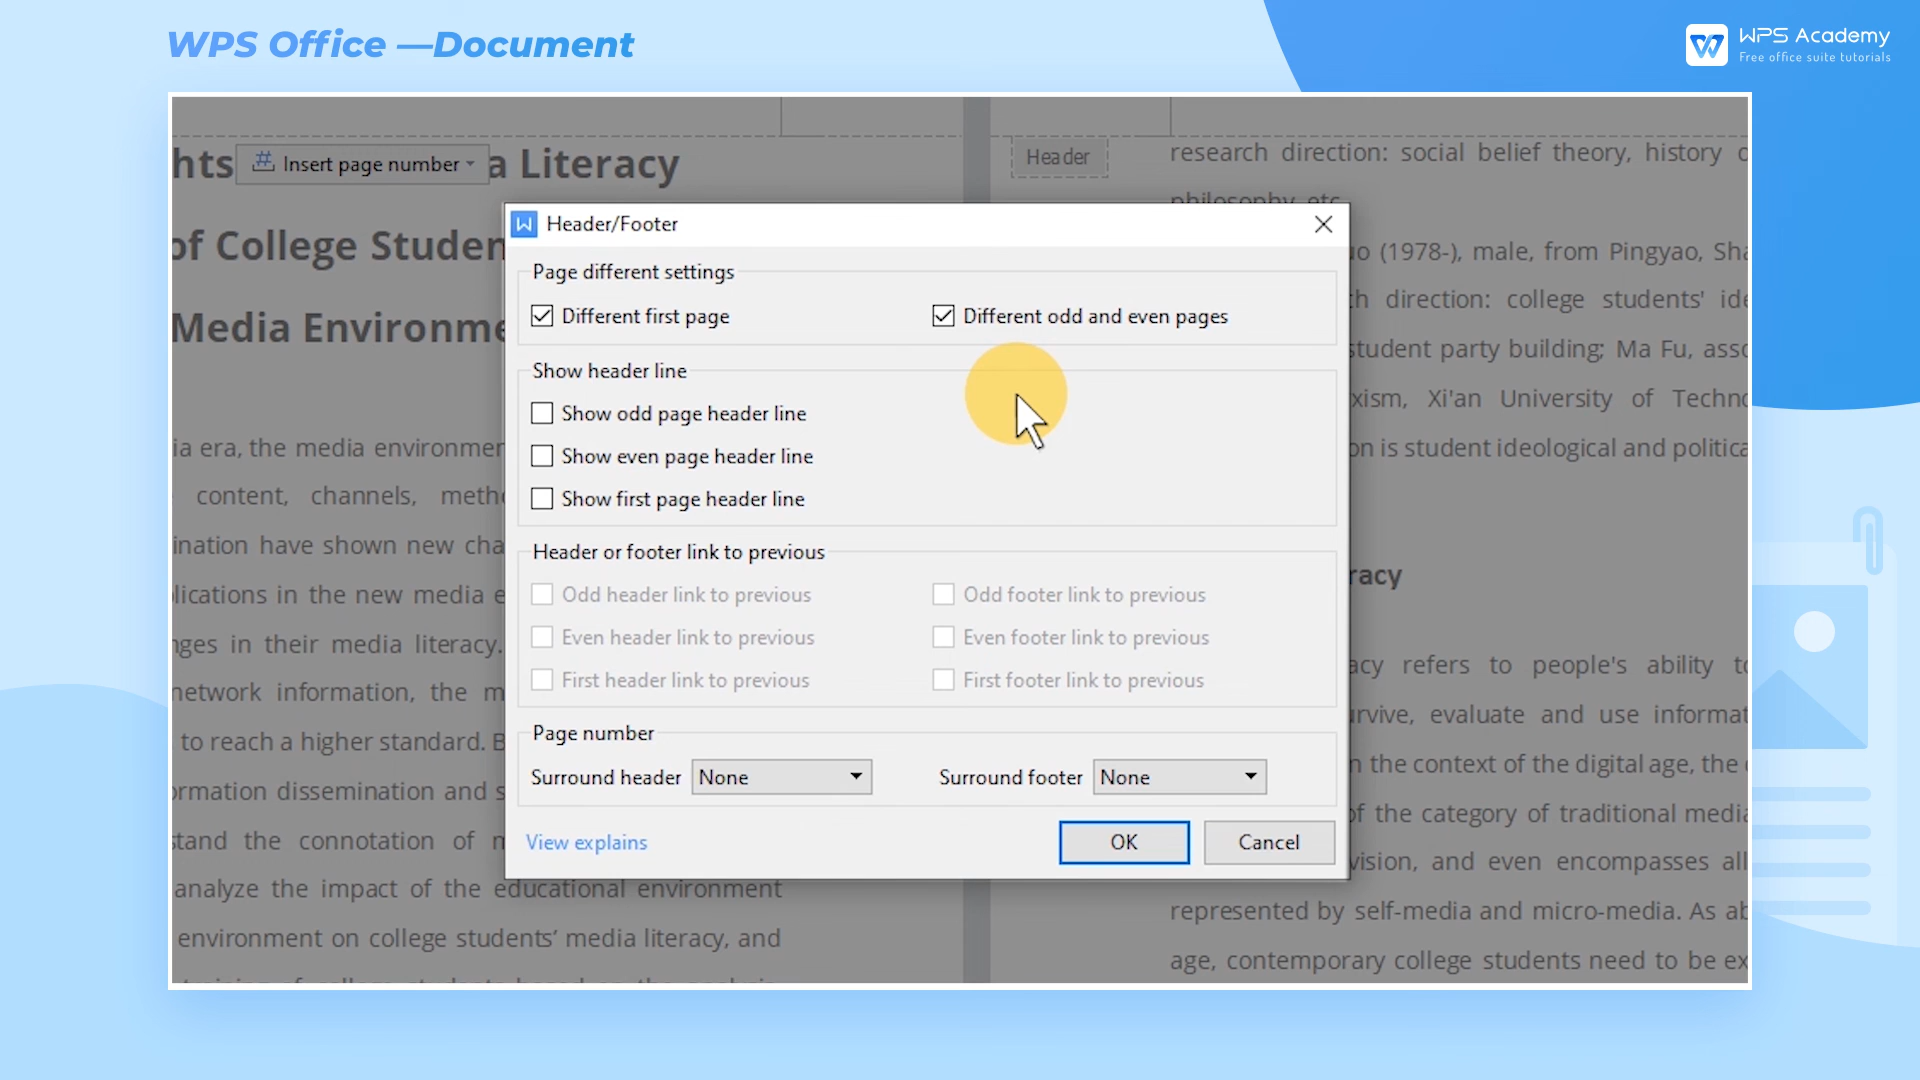 WPS Office —Document
WPS Academy
Free office suite tutorials
hts
Insert page number
a Literacy
of College Studen
Media Environme
ia era, the media environmen
content, channels, meth
ination have shown new cha
lications in the new media e
nges in their media literacy.
network information, the m
to reach a higher standard. B
ormation dissemination and s
stand the connotation of m
analyze the impact of the educational environment
environment on college students’ media literacy, and
Header/Footer
Page different settings
Different first page
Different odd and even pages
Show header line
Show odd page header line
Show even page header line
Show first page header line
Header or footer link to previous
Odd header link to previous
Odd footer link to previous
Even header link to previous
Even footer link to previous
First header link to previous
First footer link to previous
Page number
Surround header None
Surround footer None
View explains
OK
Cancel
Header
research direction: social belief theory, history o
philosophy, etc.
uo (1978-), male, from Pingyao, Sha
ch direction: college students' ide
student party building; Ma Fu, asso
xism, Xi'an University of Techno
on is student ideological and politica
racy
acy refers to people's ability to
urvive, evaluate and use informat
n the context of the digital age, the
of the category of traditional media
vision, and even encompasses all
represented by self-media and micro-media. As ab
age, contemporary college students need to be ex